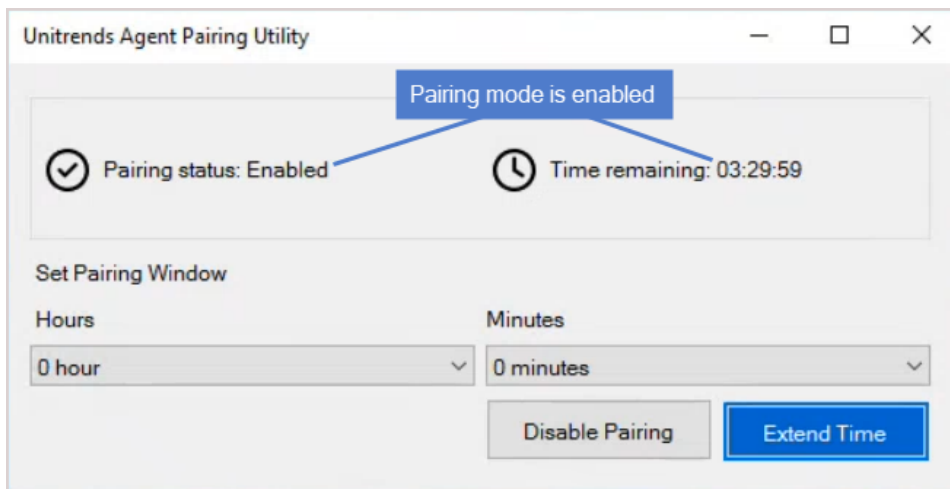 Unitrends Agent Pairing Utility
Pairing mode is enabled
Pairing status: Enabled
Time remaining: 03:29:59
Set Pairing Window
Hours
Minutes
0 hour
0 minutes
Disable Pairing
Extend Time